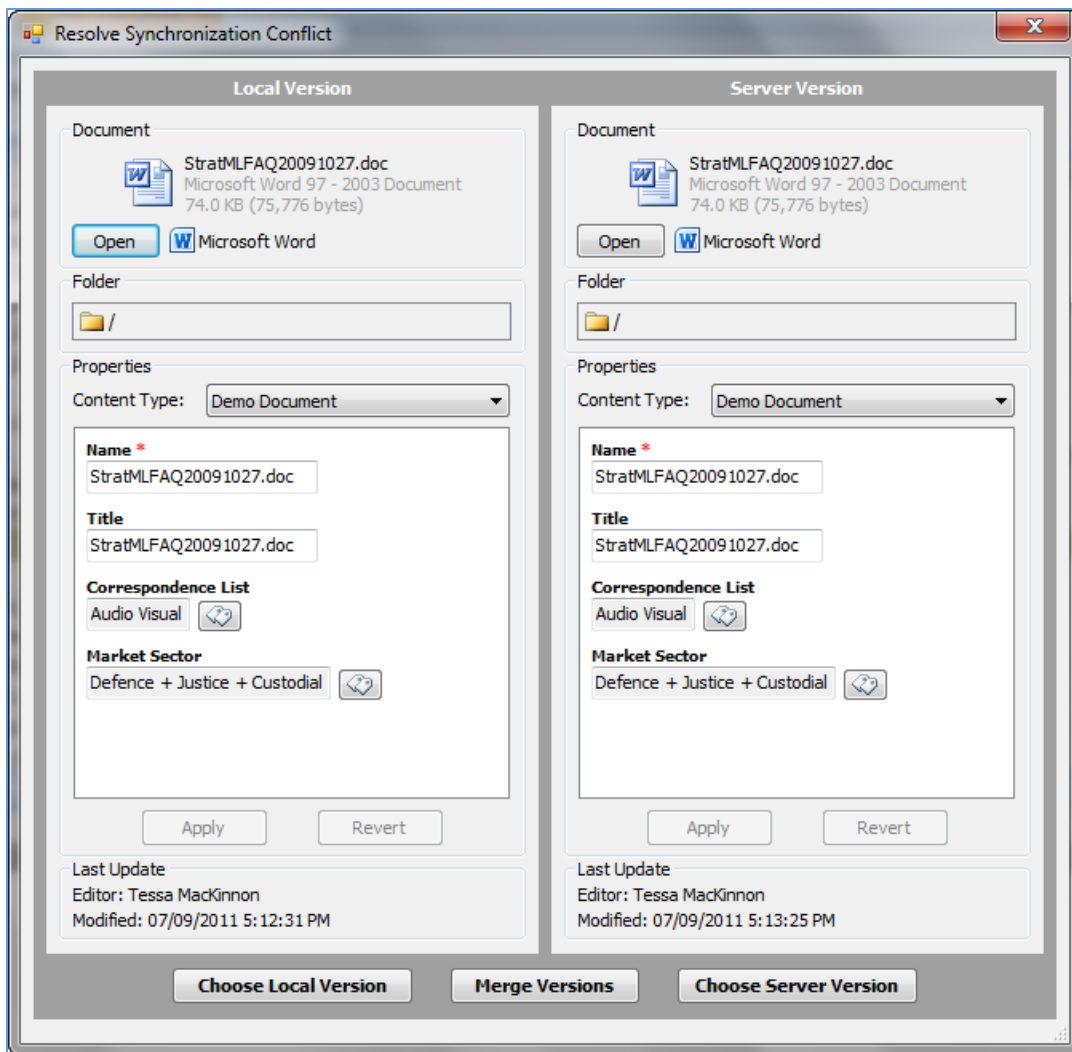 Resolve Synchronization Conflict
Local Version
Document
StratMLFAQ20091027.doc
Microsoft Word 97 - 2003 Document
74.0 KB (75,776 bytes)
Open Microsoft Word
Folder
/
Properties
Content Type: Demo Document
Name *
StratMLFAQ20091027.doc
Title
StratMLFAQ20091027.doc
Correspondence List
Audio Visual
Market Sector
Defence + Justice + Custodial
Apply Revert
Last Update
Editor: Tessa MacKinnon
Modified: 07/09/2011 5:12:31 PM
Server Version
Document
StratMLFAQ20091027.doc
Microsoft Word 97 - 2003 Document
74.0 KB (75,776 bytes)
Open Microsoft Word
Folder
/
Properties
Content Type: Demo Document
Name *
StratMLFAQ20091027.doc
Title
StratMLFAQ20091027.doc
Correspondence List
Audio Visual
Market Sector
Defence + Justice + Custodial
Apply Revert
Last Update
Editor: Tessa MacKinnon
Modified: 07/09/2011 5:13:25 PM
Choose Local Version Merge Versions Choose Server Version